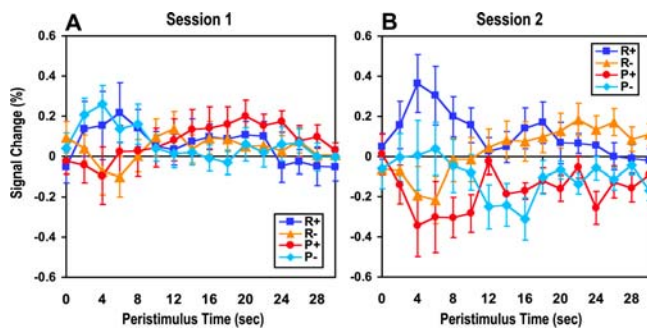 A
Session 1
B
Session 2
Signal Change (%)
0.6
0.4
0.2
0
-0.2
-0.4
-0.6
R+
R-
P+
P-
0 4 8 12 16 20 24 28
Peristimulus Time (sec)
0.6
0.4
0.2
0
-0.2
-0.4
-0.6
R+
R-
P+
P-
0 4 8 12 16 20 24 28
Peristimulus Time (sec)